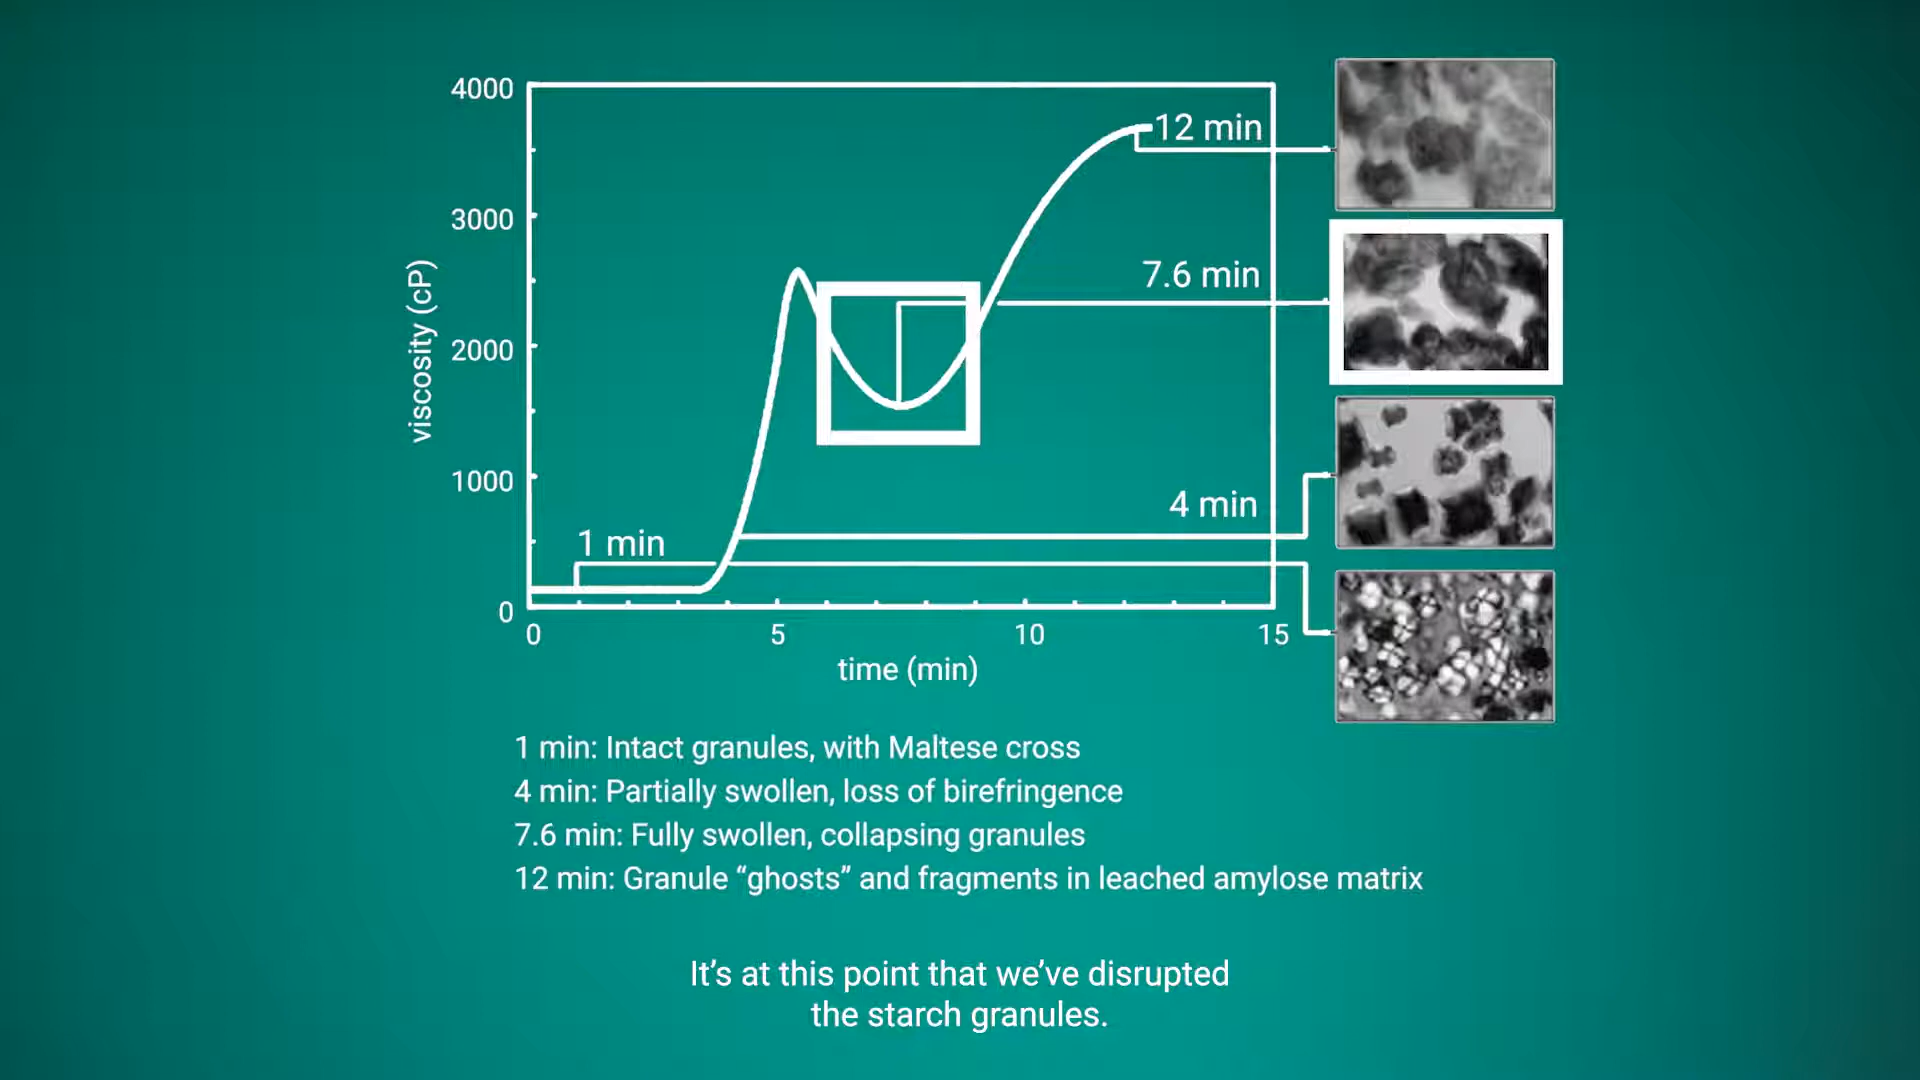 4000
12 min
3000
7.6 min
viscosity (cP)
2000
1000
4 min
1 min
0
0
5
10
15
time (min)
1 min: Intact granules, with Maltese cross
4 min: Partially swollen, loss of birefringence
7.6 min: Fully swollen, collapsing granules
12 min: Granule “ghosts” and fragments in leached amylose matrix
It’s at this point that we’ve disrupted
the starch granules.